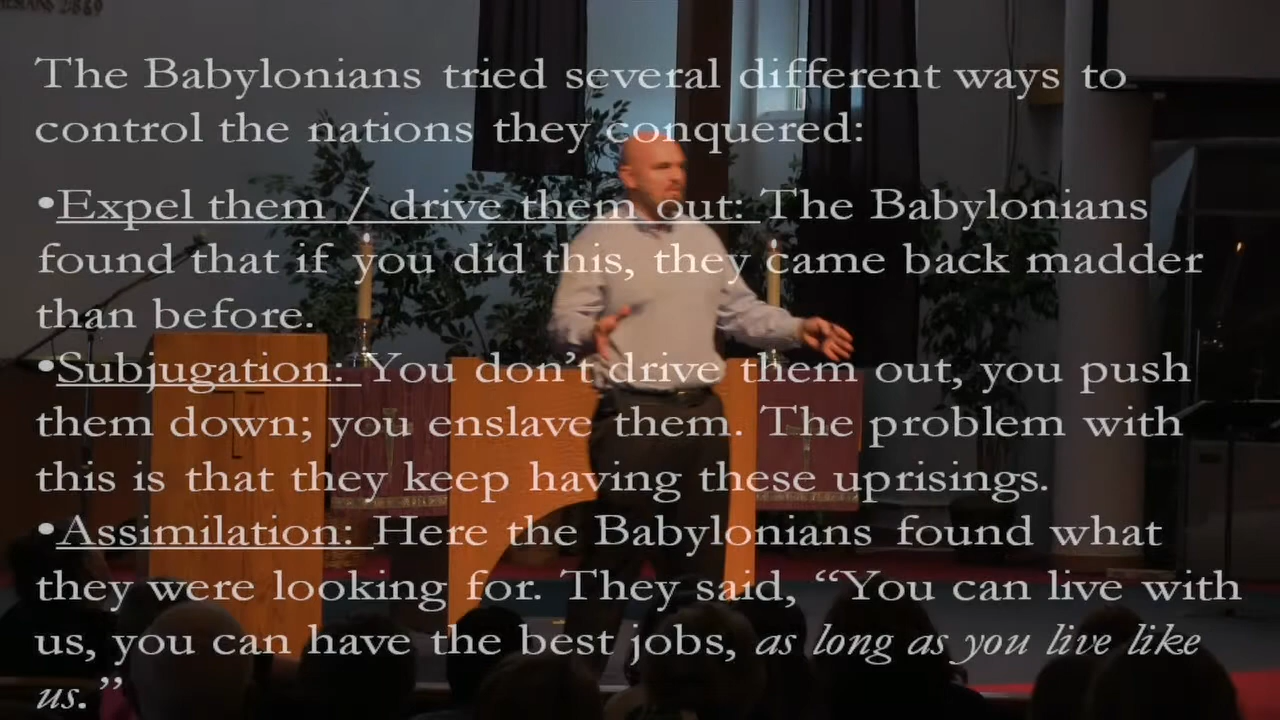 The Babylonians tried several different ways to
control the nations they conquered:
•Expel them / drive them out: The Babylonians
found that if you did this, they came back madder
than before.
•Subjugation: You don’t drive them out, you push
them down; you enslave them. The problem with
this is that they keep having these uprisings.
•Assimilation: Here the Babylonians found what
they were looking for. They said, “You can live with
us, you can have the best jobs, as long as you live like
us.”